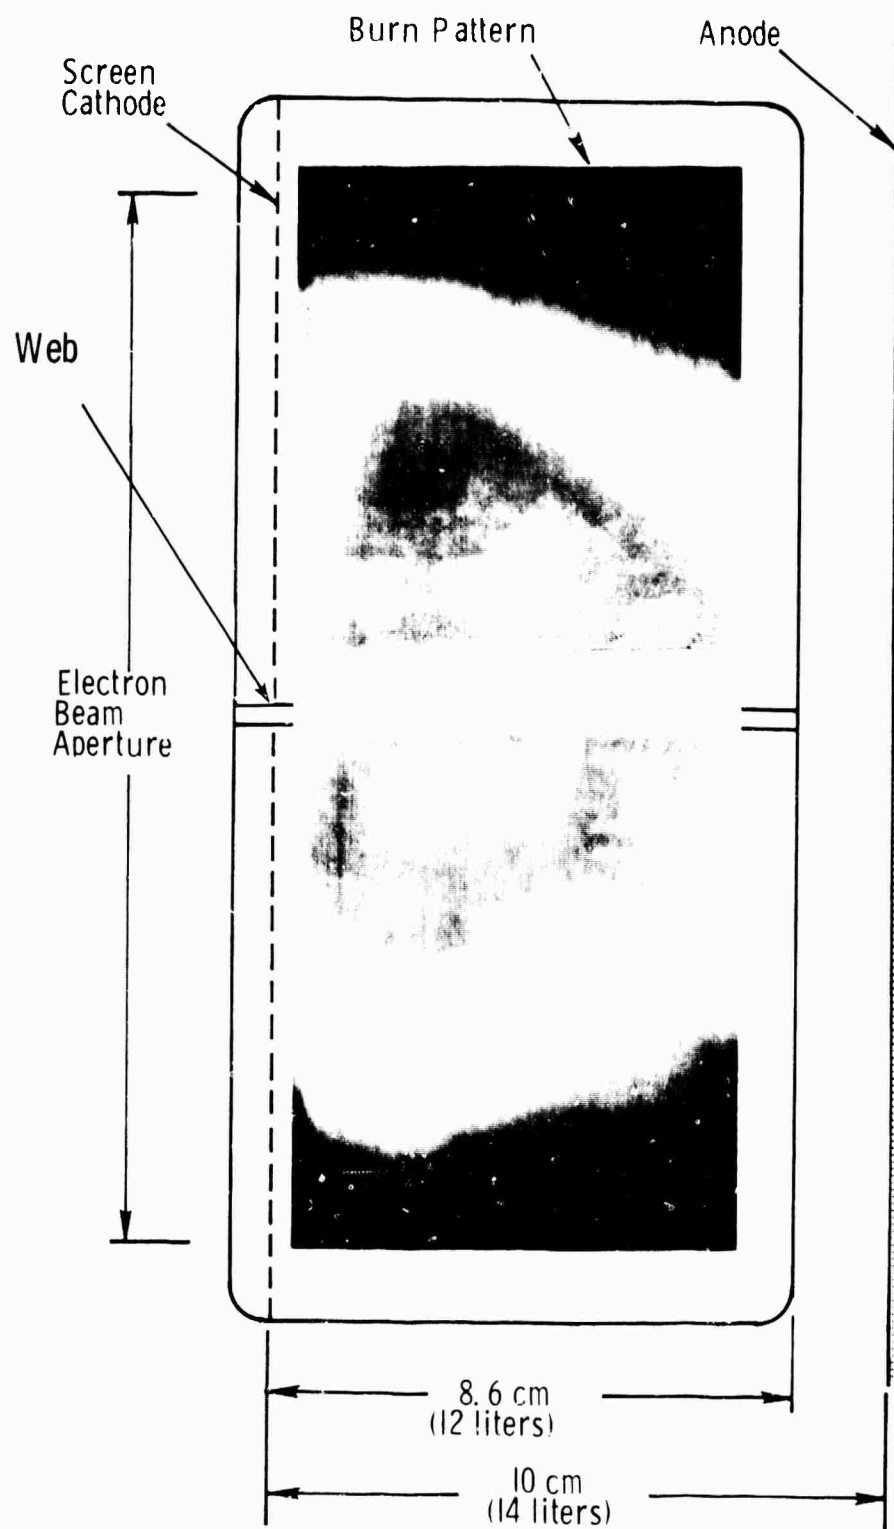 Burn Pattern
Anode
Screen
Cathode
Web
Electron
Beam
Aperture
8.6 cm
(12 liters)
10 cm
(14 liters)